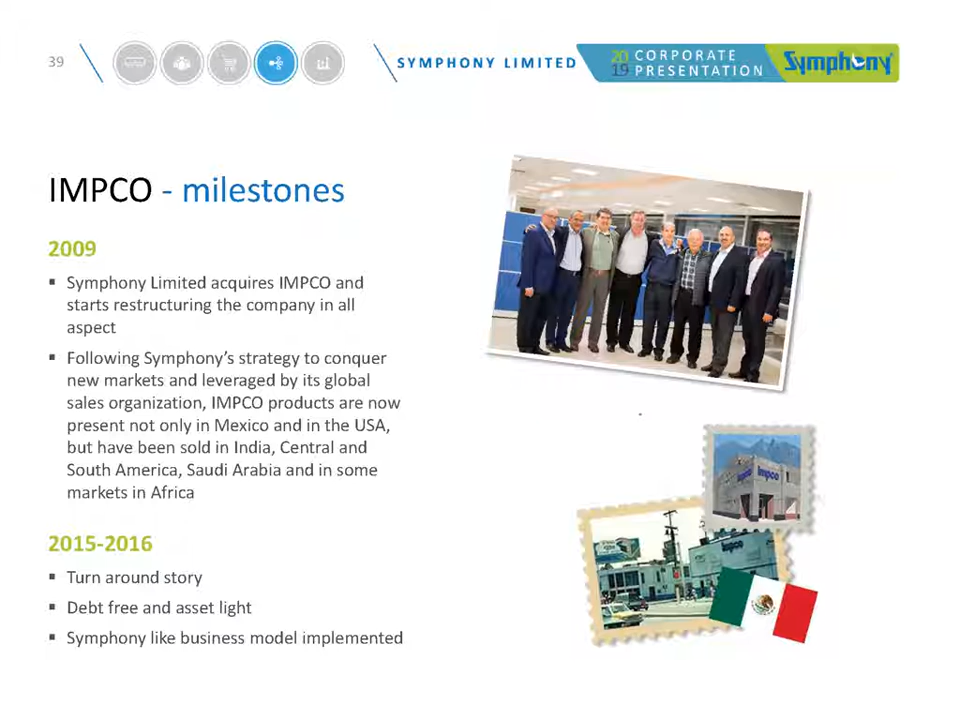 39
SYMPHONY LIMITED
2019 CORPORATE PRESENTATION
Symphony
IMPCO - milestones
2009
▪ Symphony Limited acquires IMPCO and
starts restructuring the company in all
aspect
▪ Following Symphony's strategy to conquer
new markets and leveraged by its global
sales organization, IMPCO products are now
present not only in Mexico and in the USA,
but have been sold in India, Central and
South America, Saudi Arabia and in some
markets in Africa
2015-2016
▪ Turn around story
▪ Debt free and asset light
▪ Symphony like business model implemented
impco
impco
impco